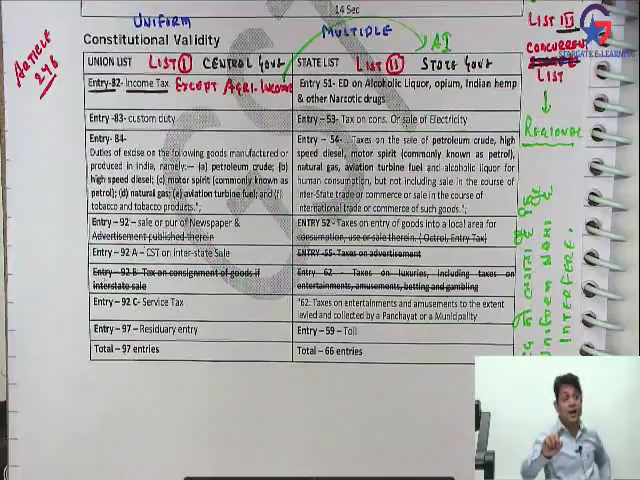 14 Sec
UNIFORM
MULTIPLE
LIST III
STARGATE.ACADEMY
CONCURRENT
LIST
↓
REGIONAL
ARTICLE
246
Constitutional Validity
AI
UNION LIST LIST I CENTRAL GOVT
STATE LIST LIST II STATE GOVT
Entry-82- Income Tax EXCEPT AGRI-INCOME
Entry 51- ED on Alcoholic Liquor, opium, Indian hemp
& other Narcotic drugs
Entry -83- custom duty
Entry – 53- Tax on cons. Or sale of Electricity
Entry – 84-
Duties of excise on the following goods manufactured or
produced in India, namely:— (a) petroleum crude; (b)
high speed diesel; (c) motor spirit (commonly known as
petrol); (d) natural gas; (e) aviation turbine fuel; and (f)
tobacco and tobacco products.";
Entry – 54- . Taxes on the sale of petroleum crude, high
speed diesel, motor spirit (commonly known as petrol),
natural gas, aviation turbine fuel and alcoholic liquor for
human consumption, but not including sale in the course of
inter-State trade or commerce or sale in the course of
international trade or commerce of such goods.";
Entry – 92 – sale or pur of Newspaper &
Advertisement published therein
ENTRY 52 - Taxes on entry of goods into a local area for
consumption, use or sale therein. ( Octroi, Entry Tax)
Entry – 92 A – CST on Inter-state Sale
ENTRY -55- Taxes on advertisement
Entry – 92 B- Tax on consignment of goods if
interstate sale
Entry 62 - Taxes on luxuries, including taxes on
entertainments, amusements, betting and gambling
Entry – 92 C- Service Tax
"62. Taxes on entertainments and amusements to the extent
levied and collected by a Panchayat or a Municipality
Entry – 97 – Residuary entry
Entry – 59 – Toll
Total – 97 entries
Total – 66 entries
UNIFORM NAHI
INTERFERE.